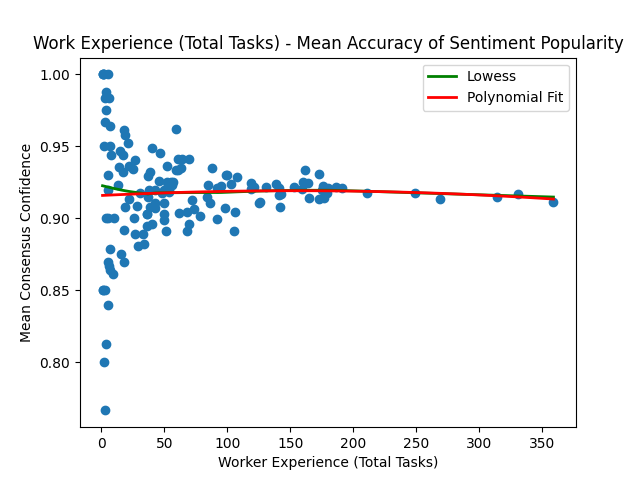 Work Experience (Total Tasks) - Mean Accuracy of Sentiment Popularity
Lowess
Polynomial Fit
Mean Consensus Confidence
1.00
0.95
0.90
0.85
0.80
0
50
100
150
200
250
300
350
Worker Experience (Total Tasks)